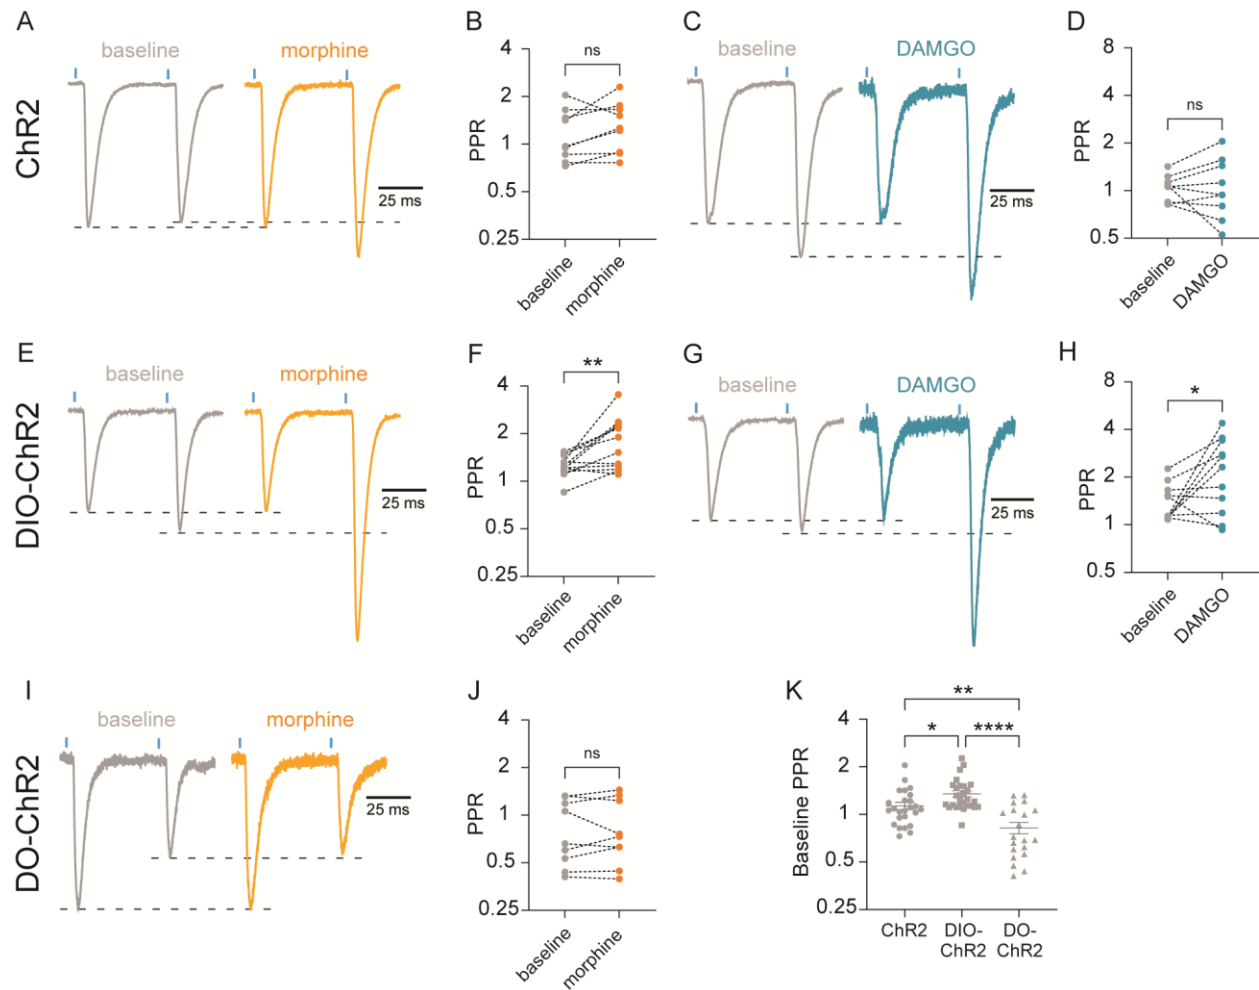 A
baseline
morphine
ChR2
25 ms
B
4
2
1
0.5
0.25
PPR
ns
baseline
morphine
C
baseline
DAMGO
25 ms
D
8
4
2
1
0.5
PPR
ns
baseline
DAMGO
E
baseline
morphine
DIO-ChR2
25 ms
F
4
2
1
0.5
0.25
PPR
**
baseline
morphine
G
baseline
DAMGO
25 ms
H
8
4
2
1
0.5
PPR
*
baseline
DAMGO
I
baseline
morphine
DO-ChR2
25 ms
J
4
2
1
0.5
0.25
PPR
ns
baseline
morphine
K
4
2
1
0.5
0.25
Baseline PPR
**
*
****
ChR2
DIO-
ChR2
DO-
ChR2